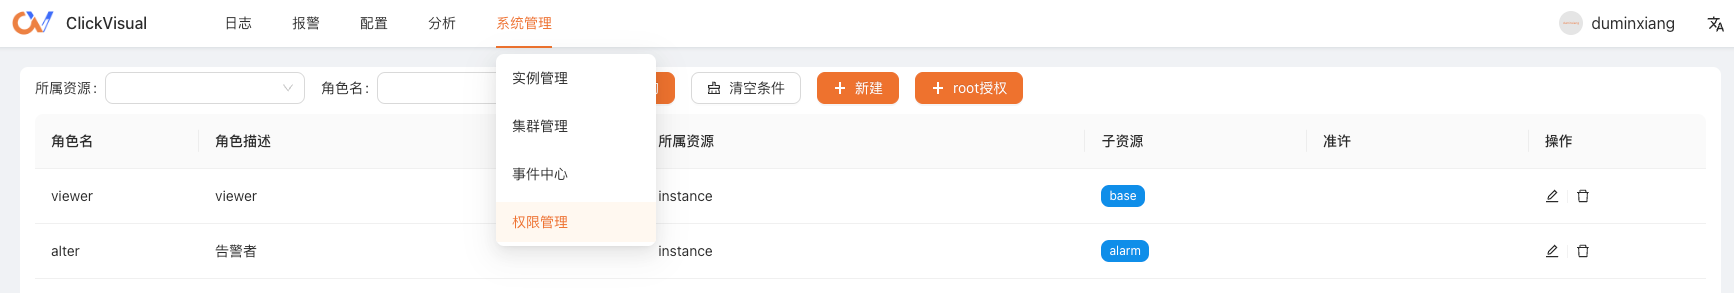 ClickVisual 日志 报警 配置 分析 系统管理 duminxiang
所属资源： 角色名： 清空条件 新建 root授权
实例管理
集群管理
事件中心
权限管理
角色名 角色描述 所属资源 子资源 准许 操作
viewer viewer instance base
alter 告警者 instance alarm